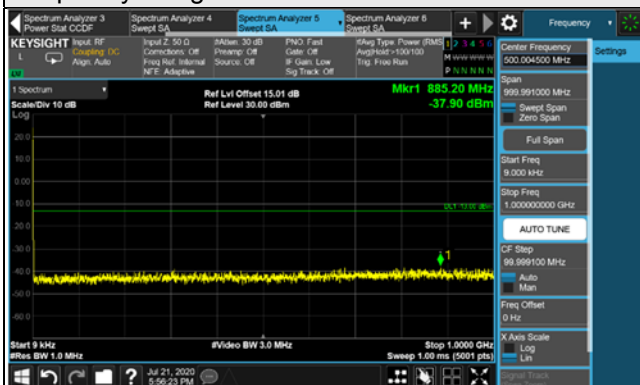 Spectrum Analyzer 3
Power Stat CCDF
Spectrum Analyzer 4
Swept SA
Spectrum Analyzer 5
Swept SA
Spectrum Analyzer 6
Swept SA
+
Frequency
KEYSIGHT
L
Input: RF
Coupling: DC
Align: Auto
Input Z: 50 Ω
Corrections: Off
Freq Ref: Internal
NFE: Adaptive
#Atten: 30 dB
Preamp: Off
Source: Off
PNO: Fast
Gate: Off
IF Gain: Low
Sig Track: Off
#Avg Type: Power (RMS
Avg|Hold:>100/100
Trig: Free Run
1 2 3 4 5 6
M WWWWW
P N N N N N
Center Frequency
500.004500 MHz
Settings
1 Spectrum
Scale/Div 10 dB
Log
Ref Lvl Offset 15.01 dB
Ref Level 30.00 dBm
Mkr1 885.20 MHz
-37.90 dBm
Span
999.991000 MHz
Swept Span
Zero Span
Full Span
Start Freq
9.000 kHz
Stop Freq
1.000000000 GHz
AUTO TUNE
CF Step
99.999100 MHz
Auto
Man
Freq Offset
0 Hz
X Axis Scale
Log
Lin
Signal Track
20.0
10.0
0.00
DL1 -13.00 dBm
-10.0
-20.0
-30.0
1
-40.0
-50.0
-60.0
Start 9 kHz
#Res BW 1.0 MHz
#Video BW 3.0 MHz
Stop 1.0000 GHz
Sweep 1.00 ms (5001 pts)
?
Jul 21, 2020
5:56:23 PM